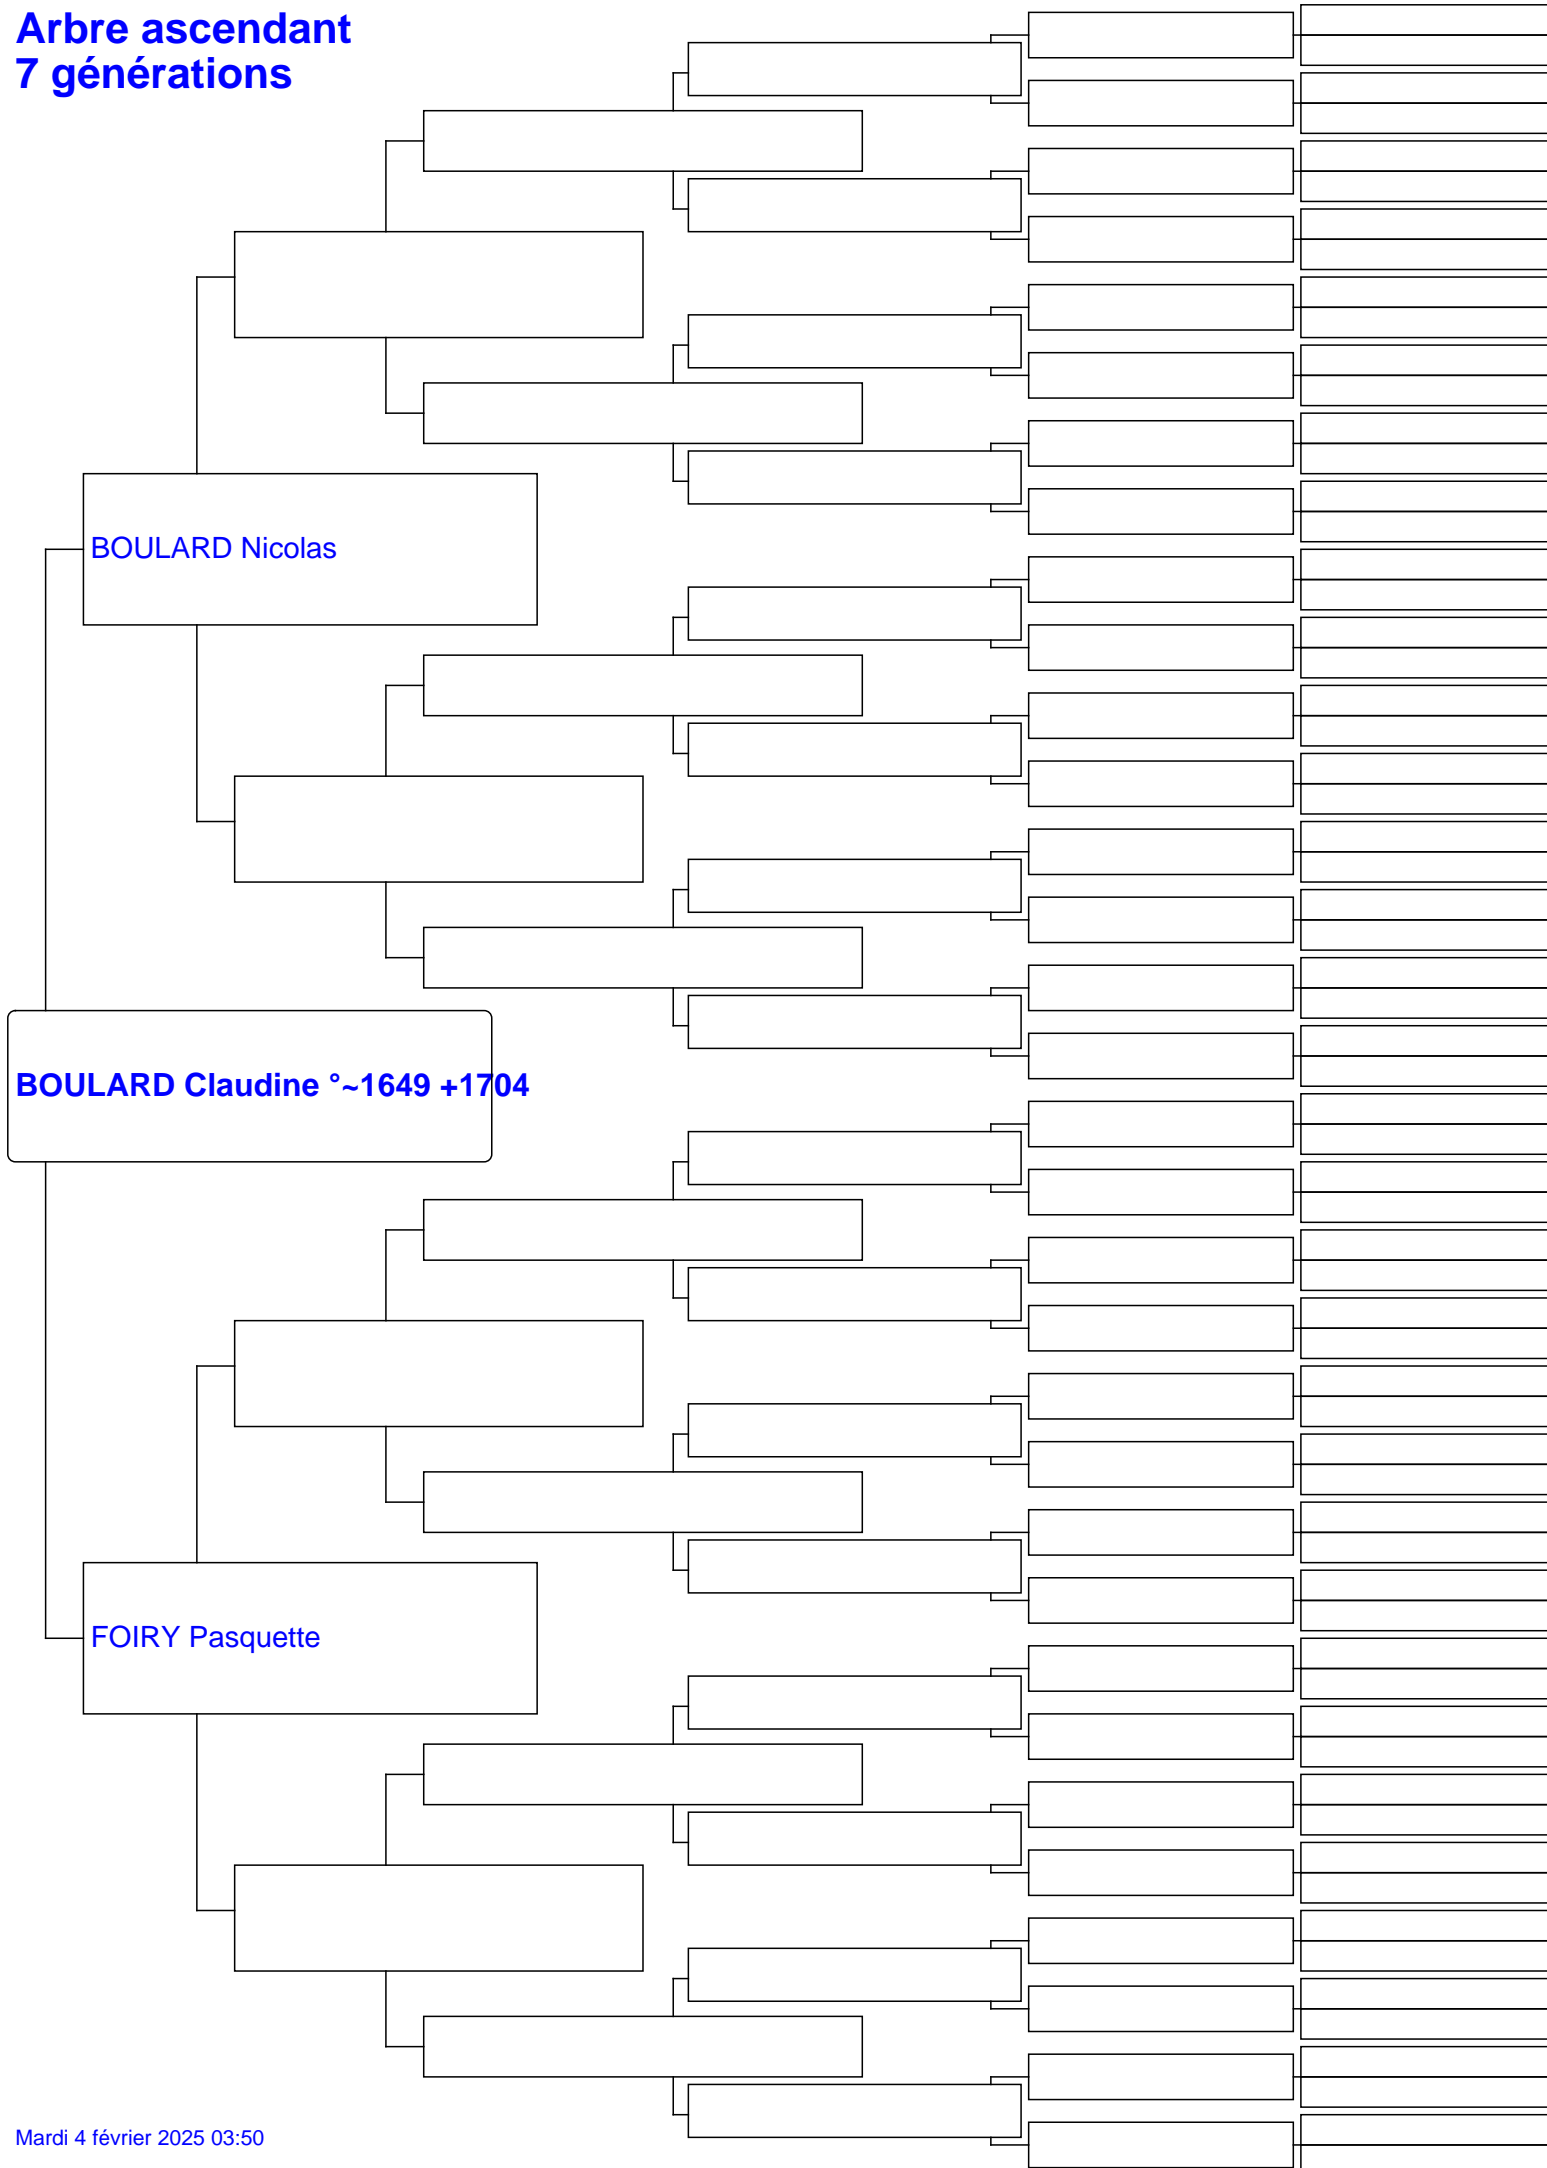 Arbre ascendant
7 générations
BOULARD Nicolas
BOULARD Claudine °~1649 +1704
FOIRY Pasquette
Mardi 4 février 2025 03:50